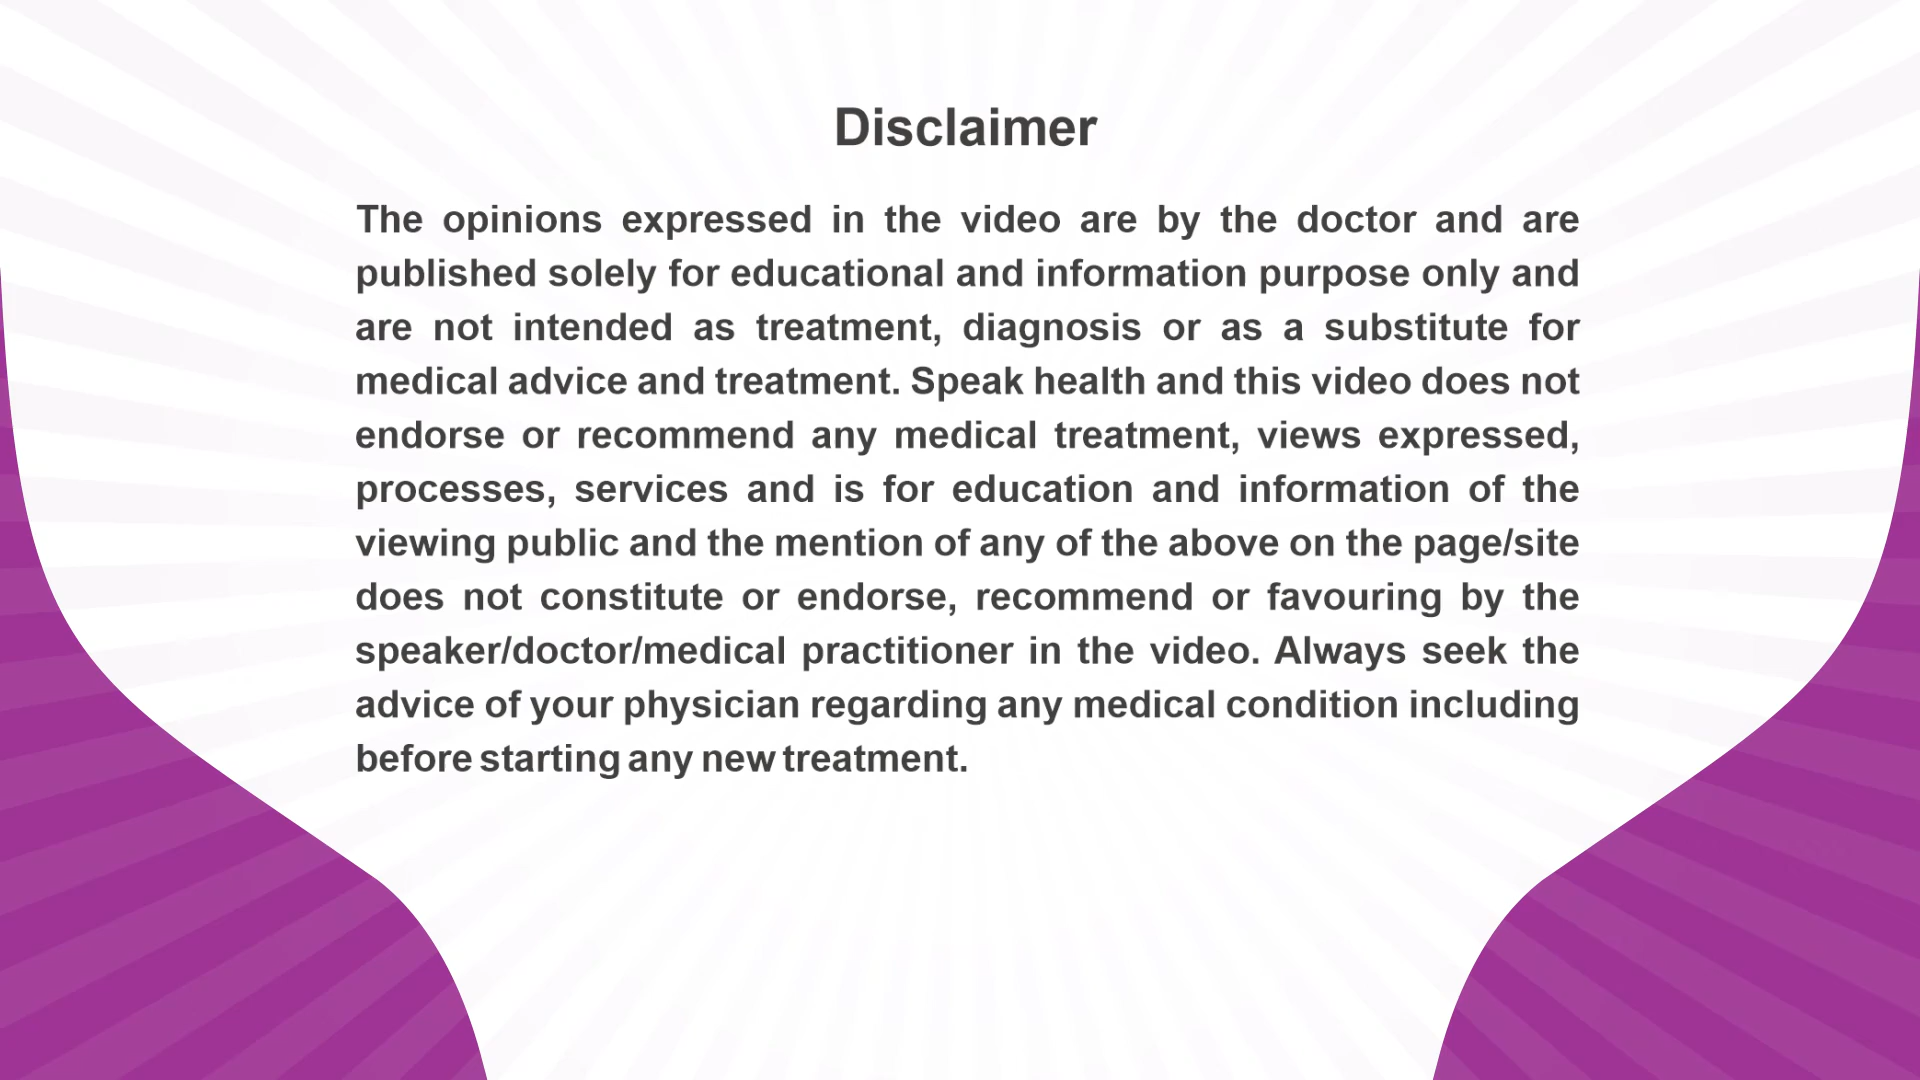 Disclaimer
The opinions expressed in the video are by the doctor and are
published solely for educational and information purpose only and
are not intended as treatment, diagnosis or as a substitute for
medical advice and treatment. Speak health and this video does not
endorse or recommend any medical treatment, views expressed,
processes, services and is for education and information of the
viewing public and the mention of any of the above on the page/site
does not constitute or endorse, recommend or favouring by the
speaker/doctor/medical practitioner in the video. Always seek the
advice of your physician regarding any medical condition including
before starting any new treatment.